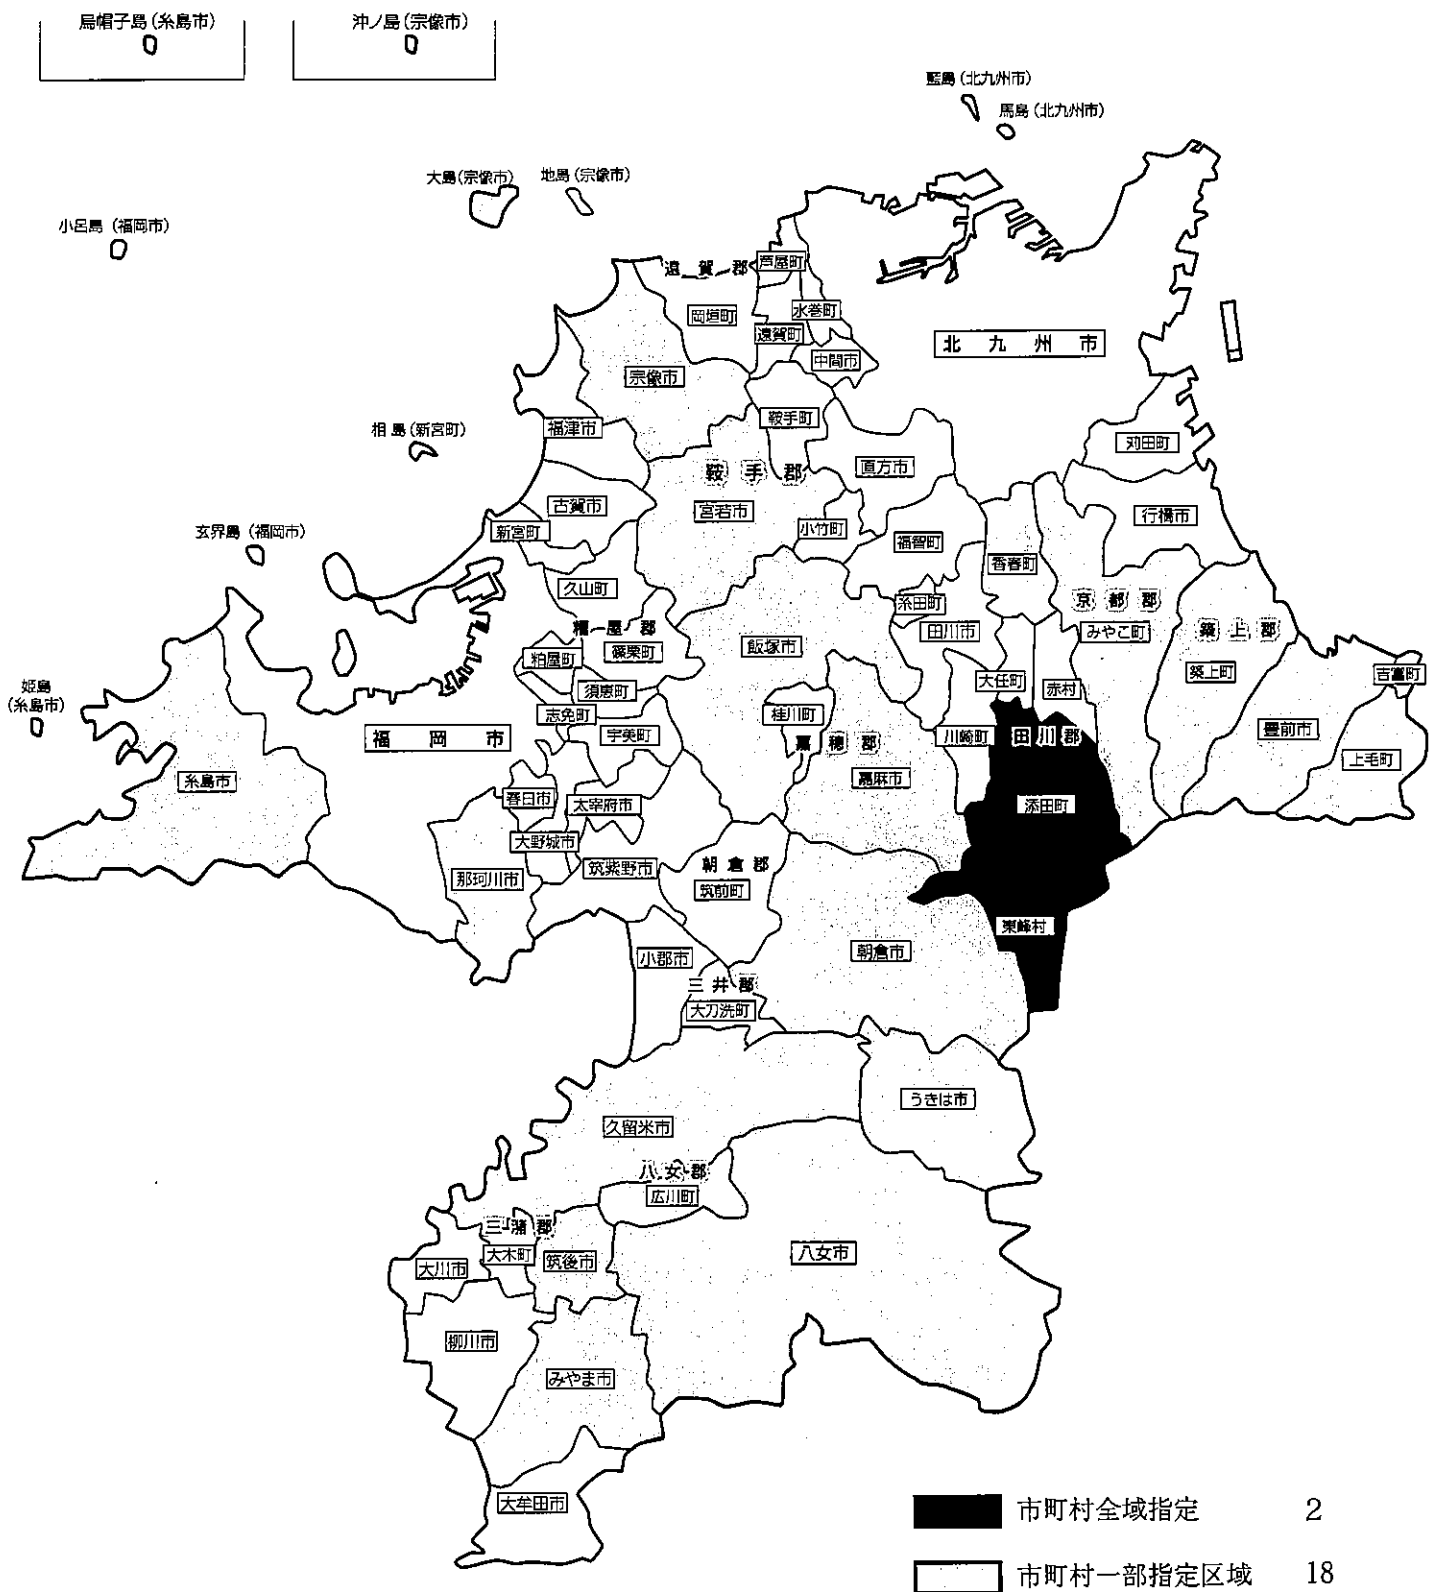 烏帽子島(糸島市)
沖ノ島(宗像市)
藍島(北九州市)
馬島(北九州市)
大島(宗像市)
地島(宗像市)
小呂島(福岡市)
遠賀郡
芦屋町
岡垣町
水巻町
遠賀町
北九州市
中間市
宗像市
鞍手町
福津市
相島(新宮町)
苅田町
直方市
鞍手郡
古賀市
宮若市
行橋市
新宮町
小竹町
玄界島(福岡市)
福智町
香春町
久山町
糸田町
京都郡
糟屋郡
田川市
みやこ町
築上郡
飯塚市
篠栗町
粕屋町
築上町
吉富町
須恵町
大任町
赤村
姫島
(糸島市)
志免町
桂川町
豊前市
福岡市
宇美町
川崎町
田川郡
嘉穂郡
上毛町
糸島市
嘉麻市
春日市
太宰府市
添田町
大野城市
朝倉郡
筑紫野市
那珂川市
筑前町
東峰村
朝倉市
小郡市
三井郡
大刀洗町
うきは市
久留米市
八女郡
広川町
三潴郡
大木町
八女市
筑後市
大川市
柳川市
みやま市
大牟田市
市町村全域指定 2
市町村一部指定区域 18